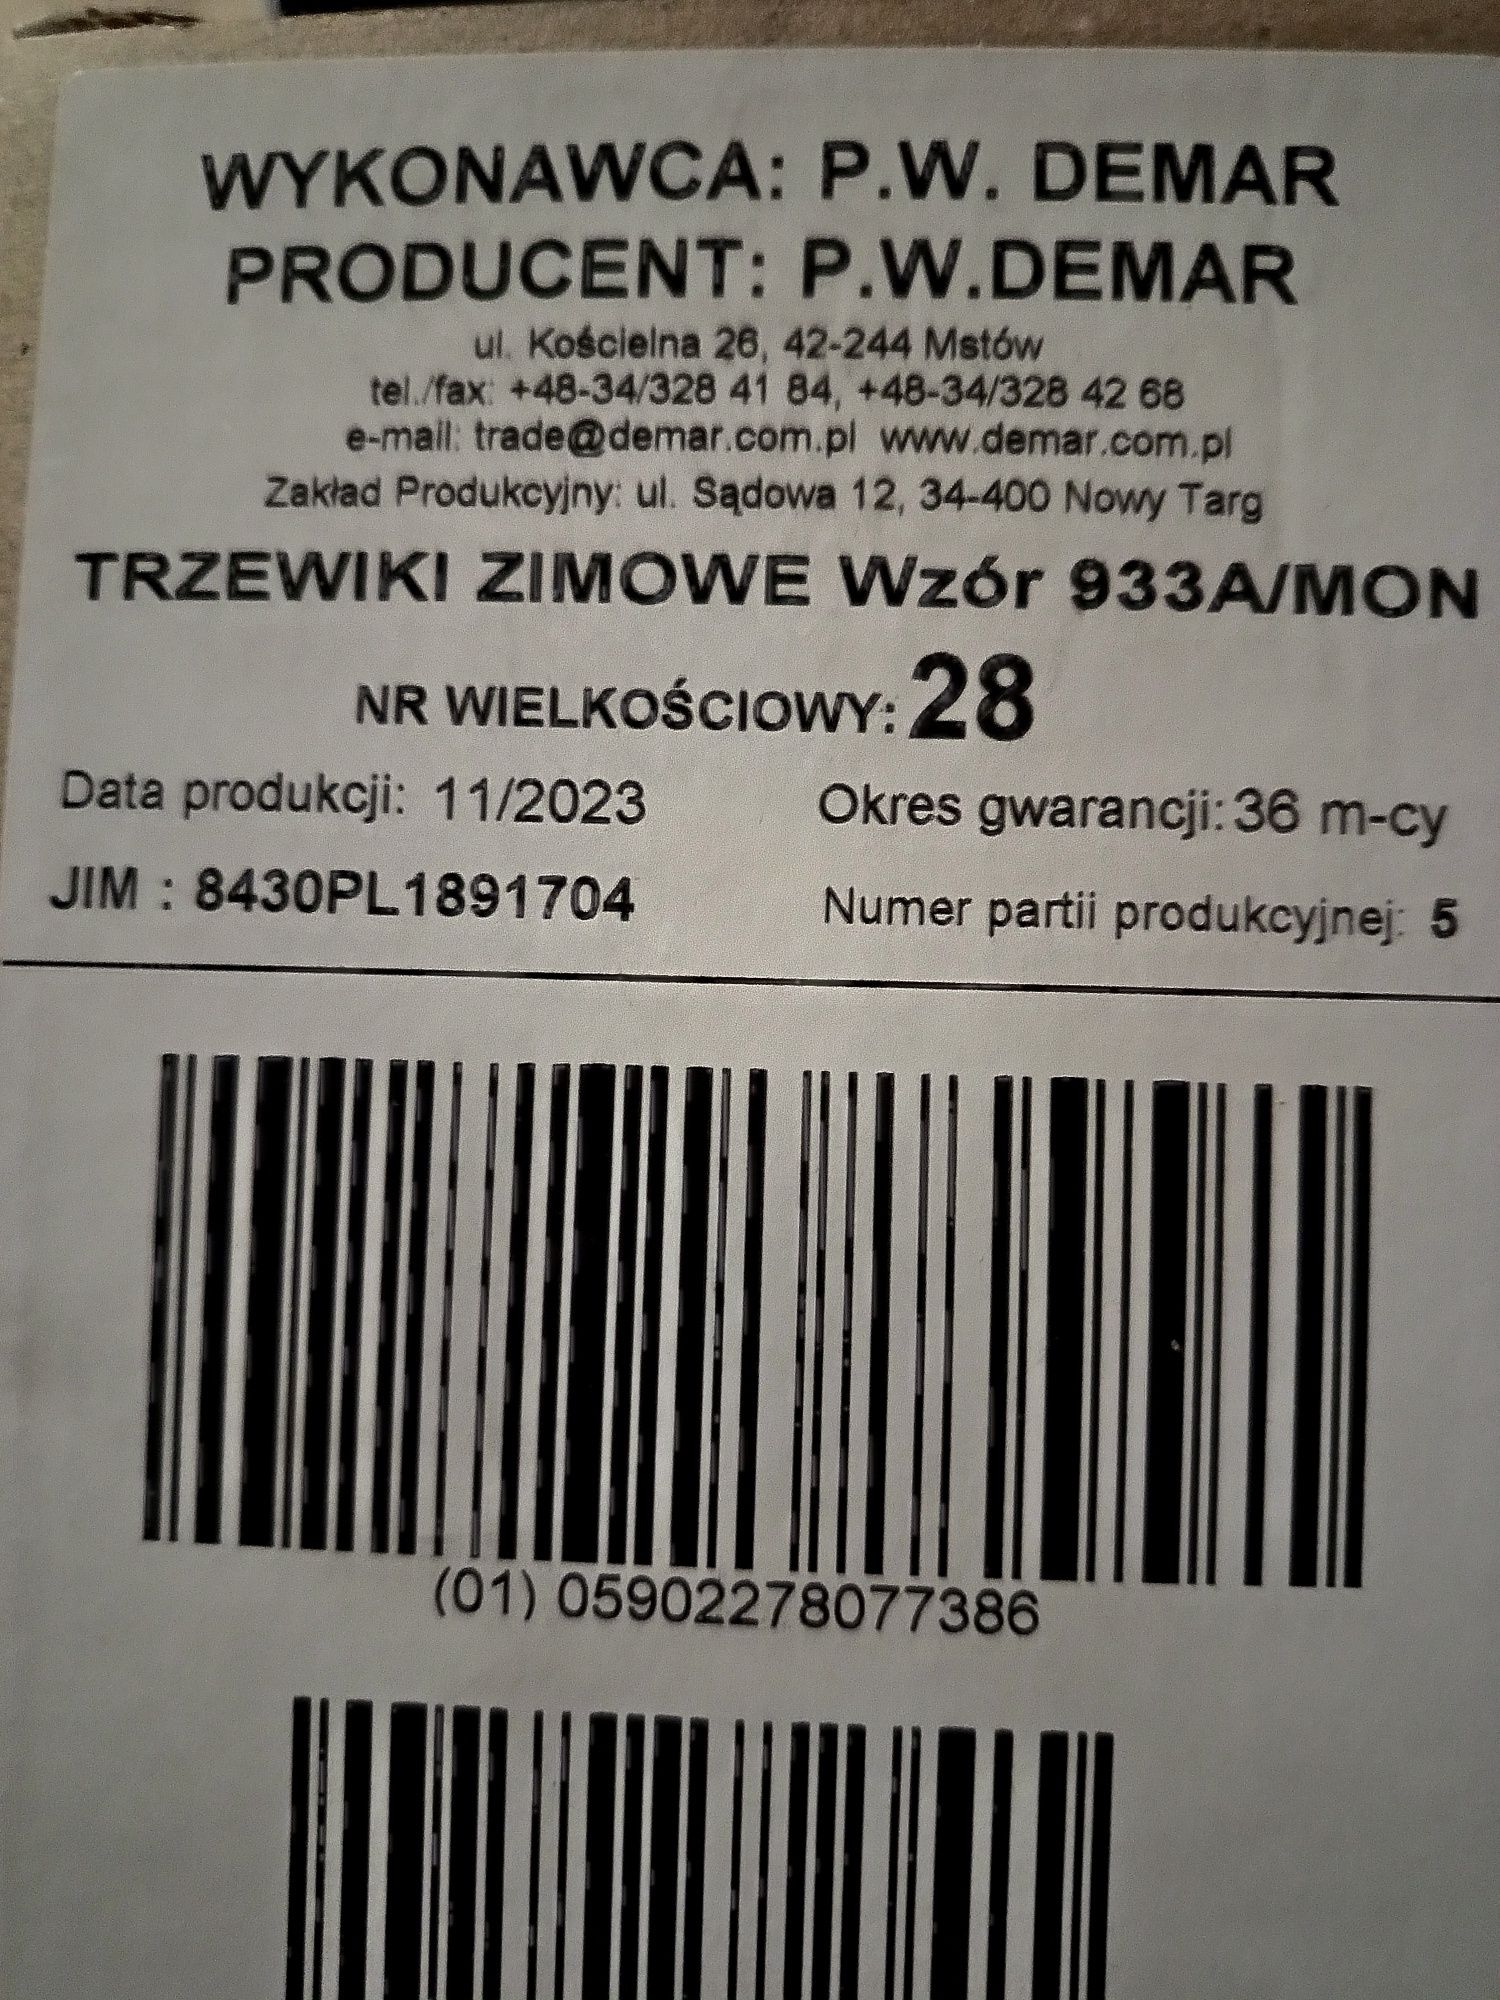 WYKONAWCA: P.W. DEMAR
PRODUCENT: P.W.DEMAR
ul. Kościelna 26, 42-244 Mstów
tel./fax: +48-34/328 41 84, +48-34/328 42 68
e-mail: trade@demar.com.pl www.demar.com.pl
Zakład Produkcyjny: ul. Sądowa 12, 34-400 Nowy Targ
TRZEWIKI ZIMOWE Wzór 933A/MON
NR WIELKOŚCIOWY: 28
Data produkcji: 11/2023 Okres gwarancji: 36 m-cy
JIM : 8430PL1891704 Numer partii produkcyjnej: 5
(01) 05902278077386